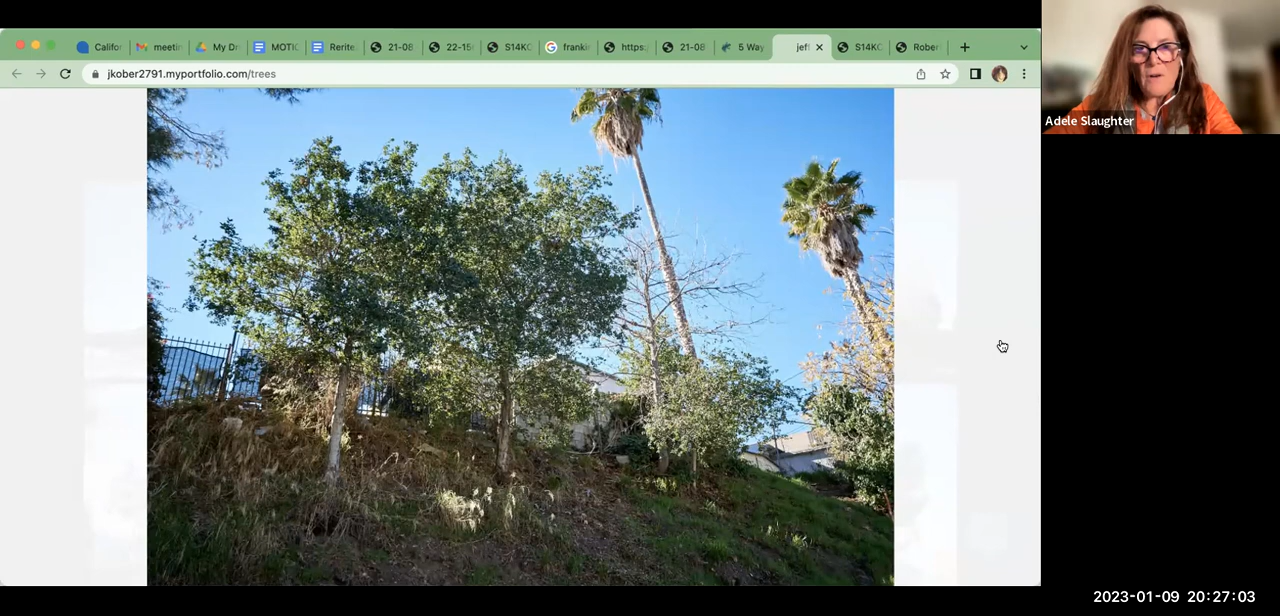 Califor meetin My Dr MOTIC Rerite 21-08 22-15 S14KC franki https: 21-08 5 Way jeff S14KC Rober
jkober2791.myportfolio.com/trees
Adele Slaughter
2023-01-09 20:27:03